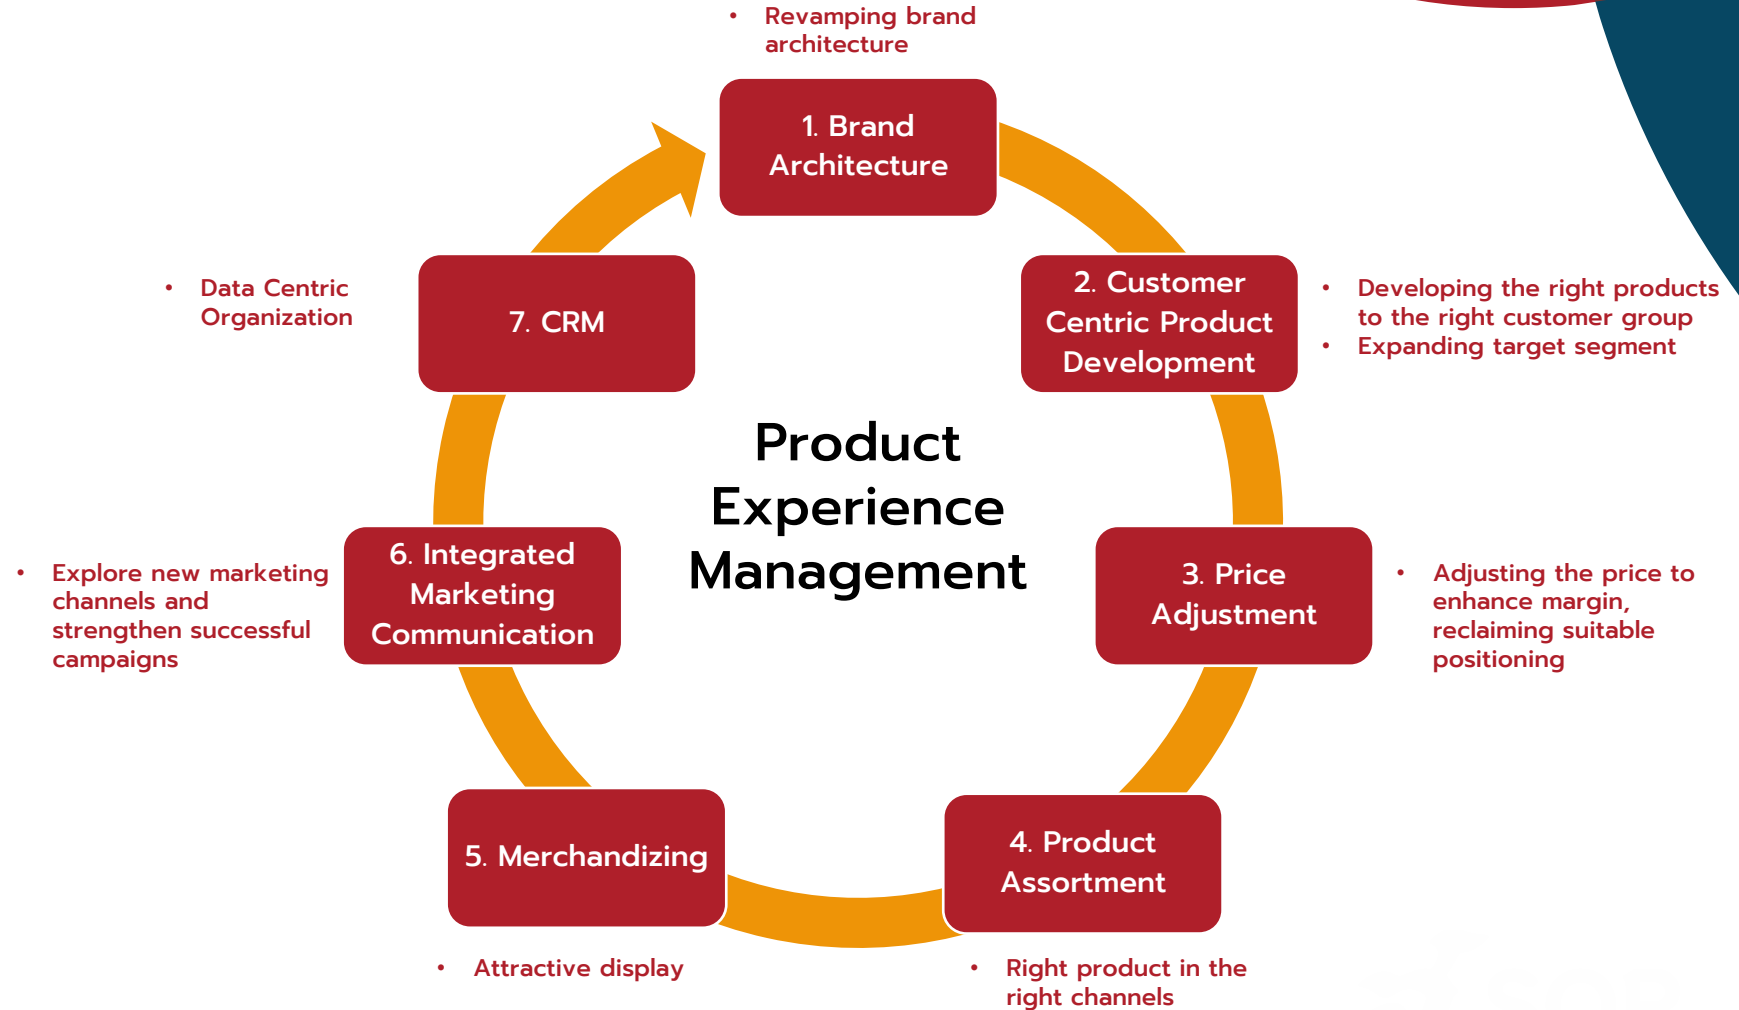 • Revamping brand
architecture
1. Brand
Architecture
2. Customer
Centric Product
Development
• Developing the right products
to the right customer group
• Expanding target segment
3. Price
Adjustment
• Adjusting the price to
enhance margin,
reclaiming suitable
positioning
4. Product
Assortment
• Right product in the
right channels
5. Merchandizing
• Attractive display
6. Integrated
Marketing
Communication
• Explore new marketing
channels and
strengthen successful
campaigns
7. CRM
• Data Centric
Organization
Product
Experience
Management